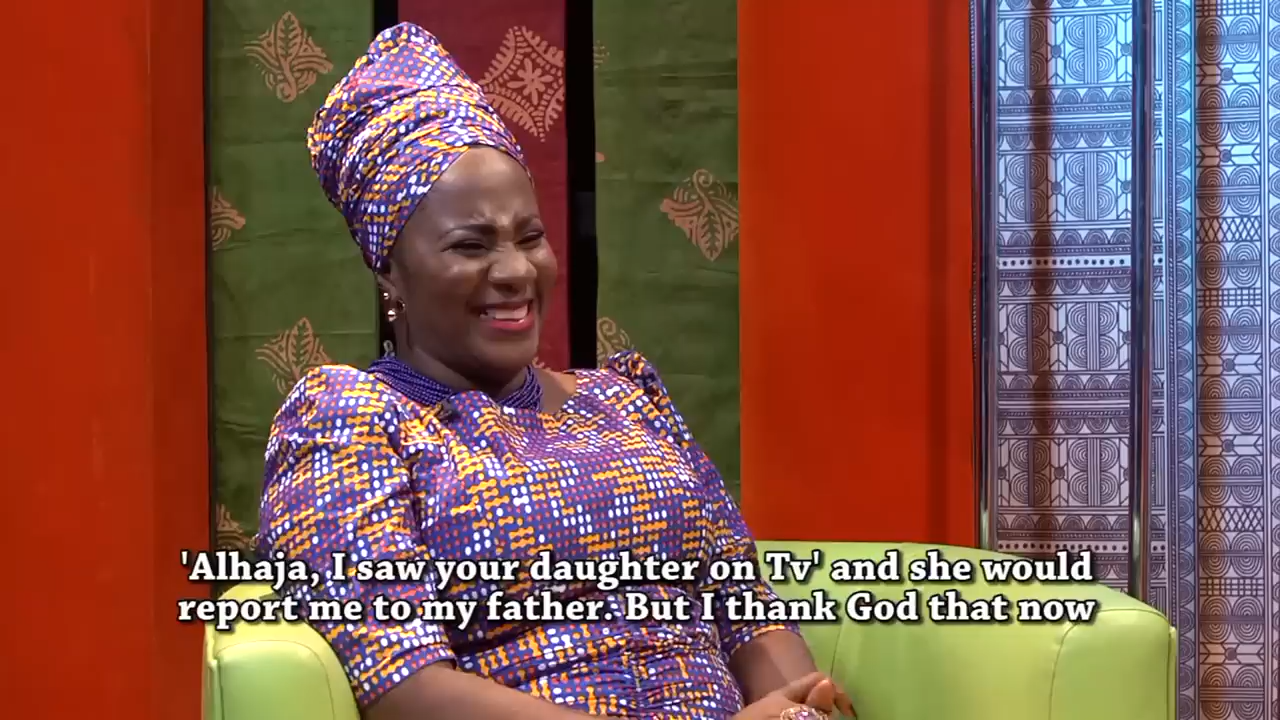 'Alhaja, I saw your daughter on Tv' and she would
report me to my father. But I thank God that now